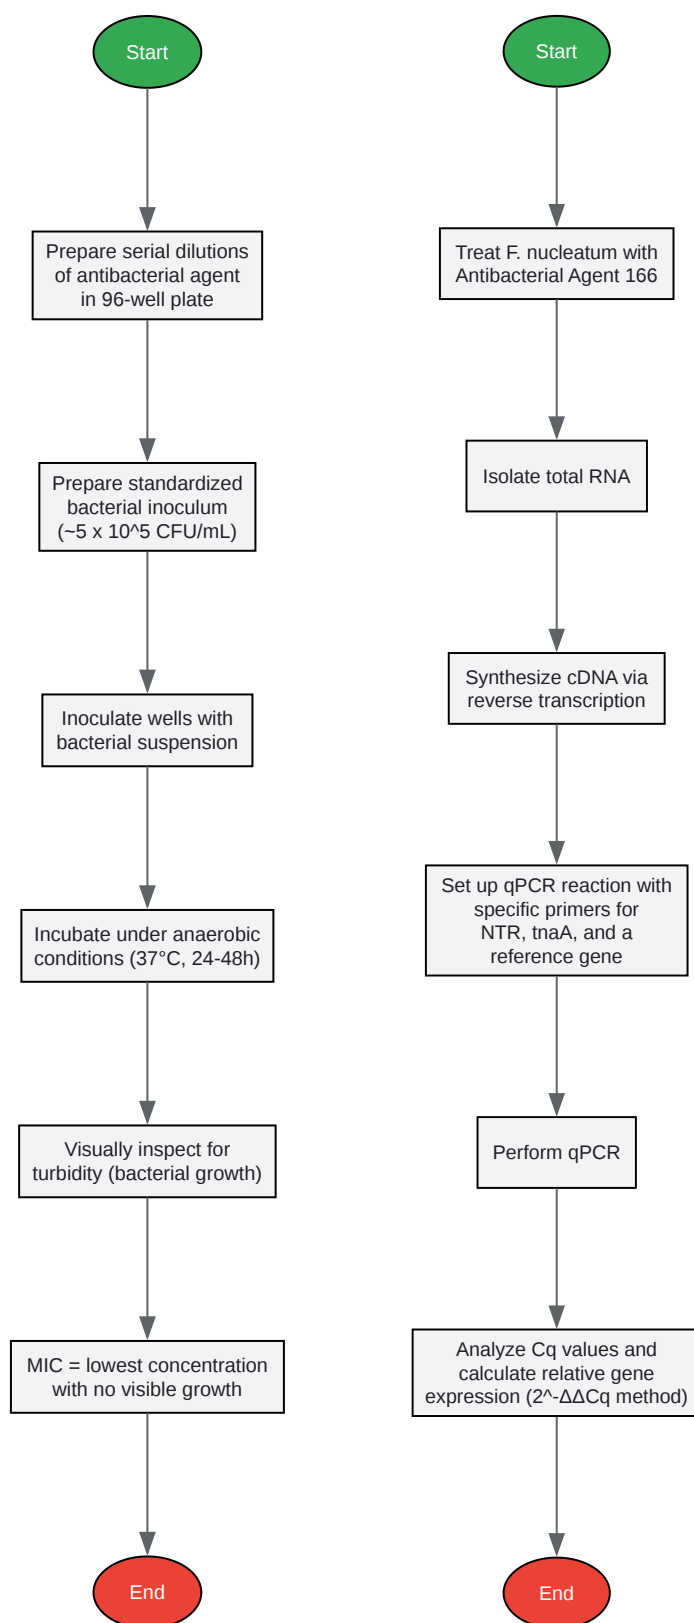 Start
Prepare serial dilutions
of antibacterial agent
in 96-well plate
Prepare standardized
bacterial inoculum
(~5 x 10^5 CFU/mL)
Inoculate wells with
bacterial suspension
Incubate under anaerobic
conditions (37°C, 24-48h)
Visually inspect for
turbidity (bacterial growth)
MIC = lowest concentration
with no visible growth
End
Start
Treat F. nucleatum with
Antibacterial Agent 166
Isolate total RNA
Synthesize cDNA via
reverse transcription
Set up qPCR reaction with
specific primers for
NTR, tnaA, and a
reference gene
Perform qPCR
Analyze Cq values and
calculate relative gene
expression (2^-ΔΔCq method)
End